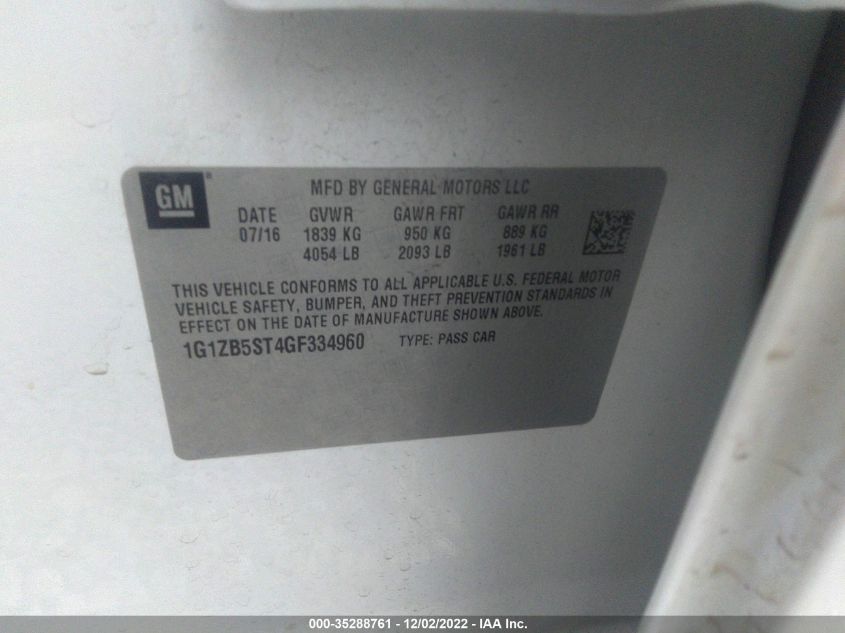 GM
MFD BY GENERAL MOTORS LLC
DATE GVWR GAWR FRT GAWR RR
07/16 1839 KG 950 KG 889 KG
4054 LB 2093 LB 1961 LB
THIS VEHICLE CONFORMS TO ALL APPLICABLE U.S. FEDERAL MOTOR
VEHICLE SAFETY, BUMPER, AND THEFT PREVENTION STANDARDS IN
EFFECT ON THE DATE OF MANUFACTURE SHOWN ABOVE.
1G1ZB5ST4GF334960 TYPE: PASS CAR
000-35288761 - 12/02/2022 - IAA Inc.